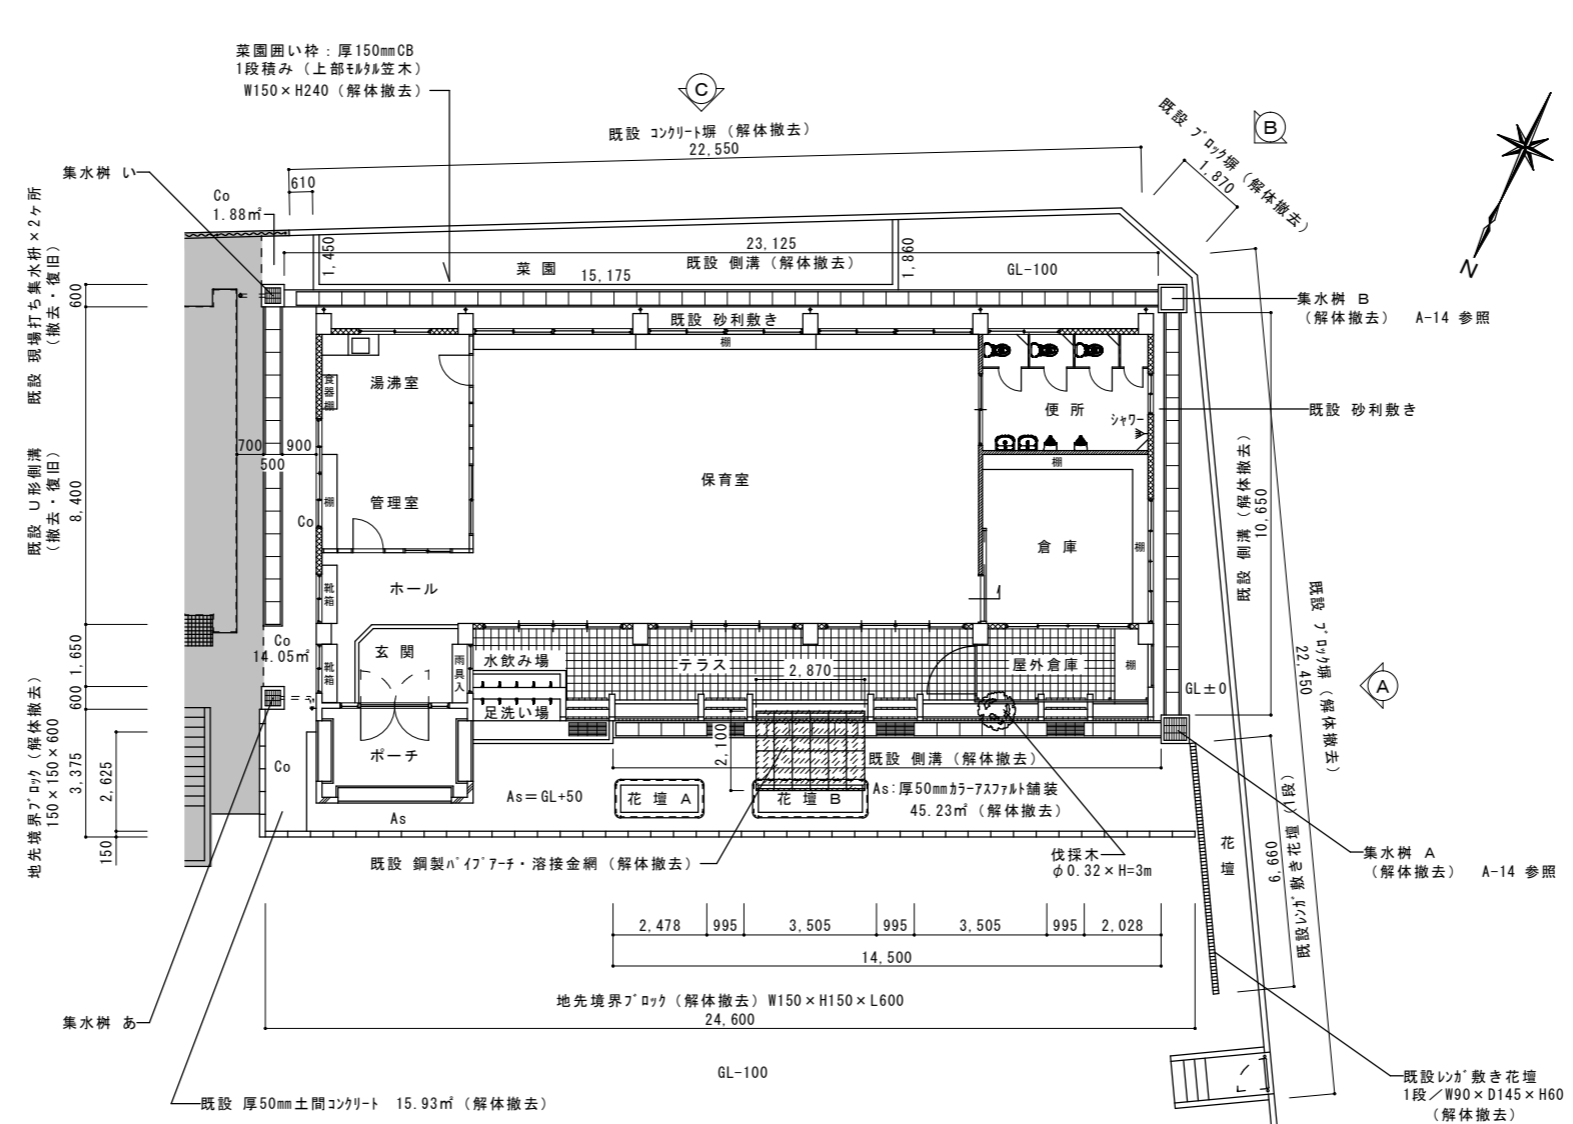 菜園囲い枠：厚150mmCB
1段積み（上部ﾓﾙﾀﾙ笠木）
W150×H240（解体撤去）
C
既設 ｺﾝｸﾘｰﾄ塀（解体撤去）
22,550
既設 ﾌﾞﾛｯｸ塀（解体撤去）
1,870
B
N
集水桝 い
Co
1.88㎡
610
1,450
23,125
既設 側溝（解体撤去）
1,860
菜 園
15,175
GL-100
既設 現場打ち集水枡×2ヶ所
（撤去・復旧）
600
集水桝 B
（解体撤去） A-14 参照
既設 砂利敷き
棚
湯沸室
食器棚
便 所
ｼｬﾜｰ
既設 砂利敷き
700
900
500
保育室
棚
棚
管理室
Co
既設 U形側溝
（撤去・復旧）
8,400
倉 庫
棚
既設 側溝（解体撤去）
10,650
ホール
靴箱
既設 ﾌﾞﾛｯｸ塀（解体撤去）
22,450
Co
14.05㎡
1,650
玄 関
靴箱
雨具入
水飲み場
テラス
2,870
屋外倉庫
棚
A
GL±0
600
足洗い場
地先境界ﾌﾞﾛｯｸ（解体撤去）
150×150×600
3,375
2,625
150
Co
ポーチ
2,100
既設 側溝（解体撤去）
As＝GL+50
花 壇 A
花 壇 B
As:厚50mmｶﾗｰｱｽﾌｧﾙﾄ舗装
45.23㎡（解体撤去）
As
既設 鋼製ﾊﾟｲﾌﾟｱｰﾁ・溶接金網（解体撤去）
伐採木
φ0.32×H=3m
花 壇
6,660
既設ﾚﾝｶﾞ敷き花壇（1段）
集水桝 A
（解体撤去） A-14 参照
2,478
995
3,505
995
3,505
995
2,028
14,500
地先境界ﾌﾞﾛｯｸ（解体撤去）W150×H150×L600
24,600
集水桝 あ
GL-100
既設 厚50mm土間ｺﾝｸﾘｰﾄ 15.93㎡（解体撤去）
既設ﾚﾝｶﾞ敷き花壇
1段／W90×D145×H60
（解体撤去）